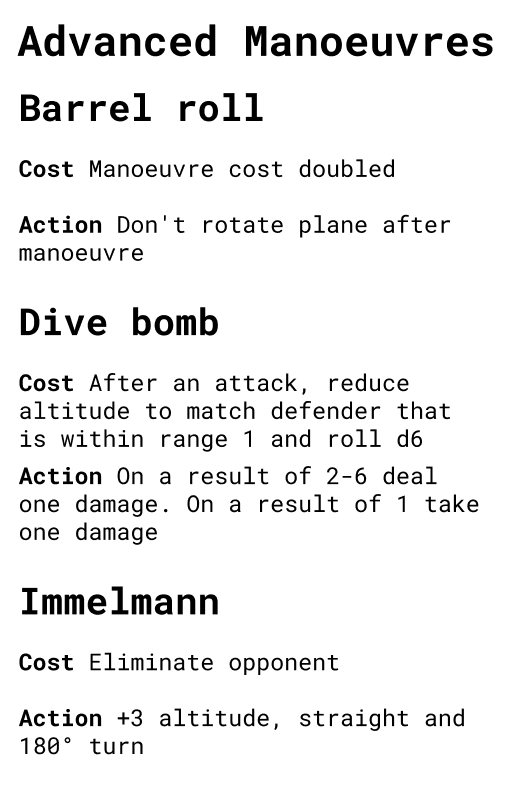 Advanced Manoeuvres
Barrel roll
Cost Manoeuvre cost doubled
Action Don't rotate plane after
manoeuvre
Dive bomb
Cost After an attack, reduce
altitude to match defender that
is within range 1 and roll d6
Action On a result of 2-6 deal
one damage. On a result of 1 take
one damage
Immelmann
Cost Eliminate opponent
Action +3 altitude, straight and
180° turn